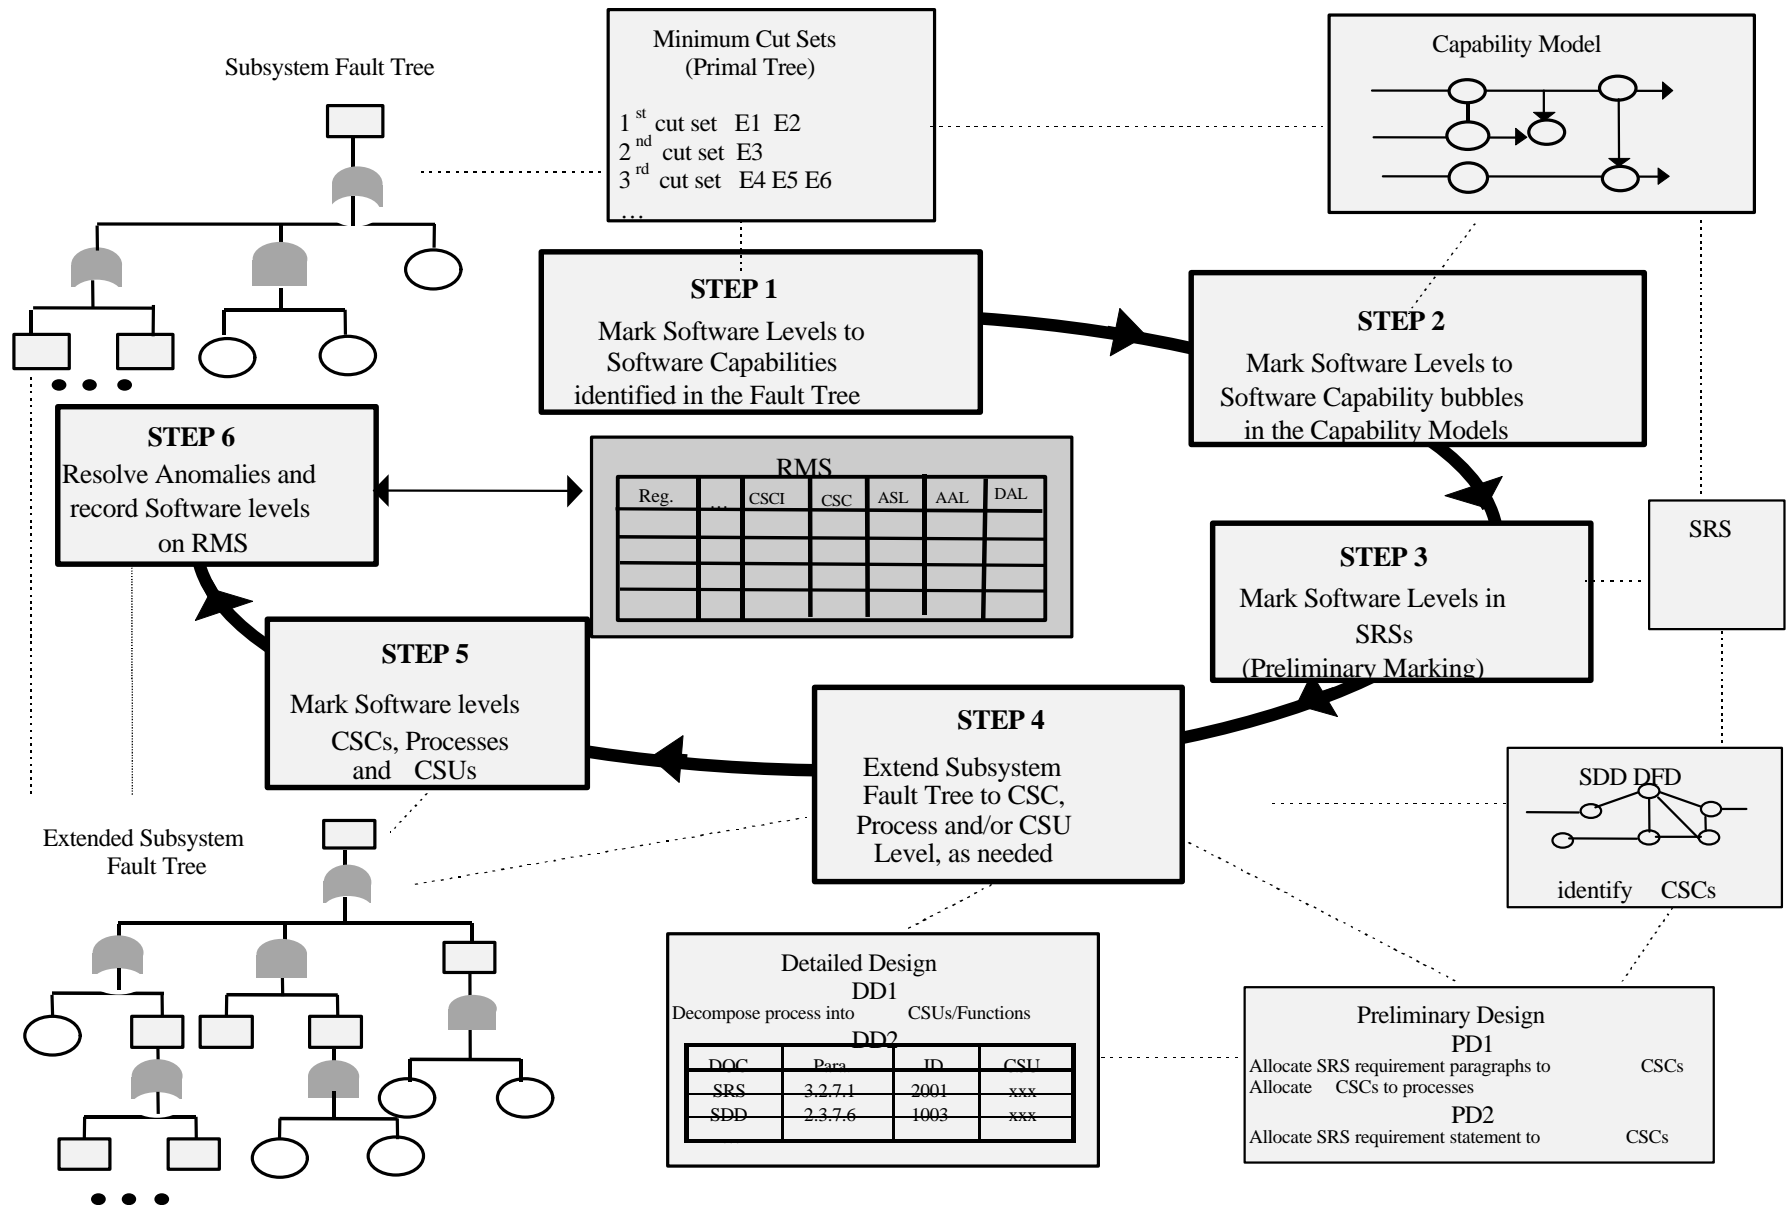 Subsystem Fault Tree
Minimum Cut Sets
(Primal Tree)
1 st cut set E1 E2
2 nd cut set E3
3 rd cut set E4 E5 E6
...
Capability Model
STEP 1
Mark Software Levels to
Software Capabilities
identified in the Fault Tree
STEP 2
Mark Software Levels to
Software Capability bubbles
in the Capability Models
STEP 6
Resolve Anomalies and
record Software levels
on RMS
RMS
Reg. ... CSCI CSC ASL AAL DAL
STEP 3
Mark Software Levels in
SRSs
(Preliminary Marking)
SRS
STEP 5
Mark Software levels
CSCs, Processes
and CSUs
STEP 4
Extend Subsystem
Fault Tree to CSC,
Process and/or CSU
Level, as needed
SDD DFD
identify CSCs
Extended Subsystem
Fault Tree
Detailed Design
DD1
Decompose process into CSUs/Functions
DD2
DOC Para ID CSU
SRS 3.2.7.1 2001 xxx
SDD 2.3.7.6 1003 xxx
Preliminary Design
PD1
Allocate SRS requirement paragraphs to CSCs
Allocate CSCs to processes
PD2
Allocate SRS requirement statement to CSCs